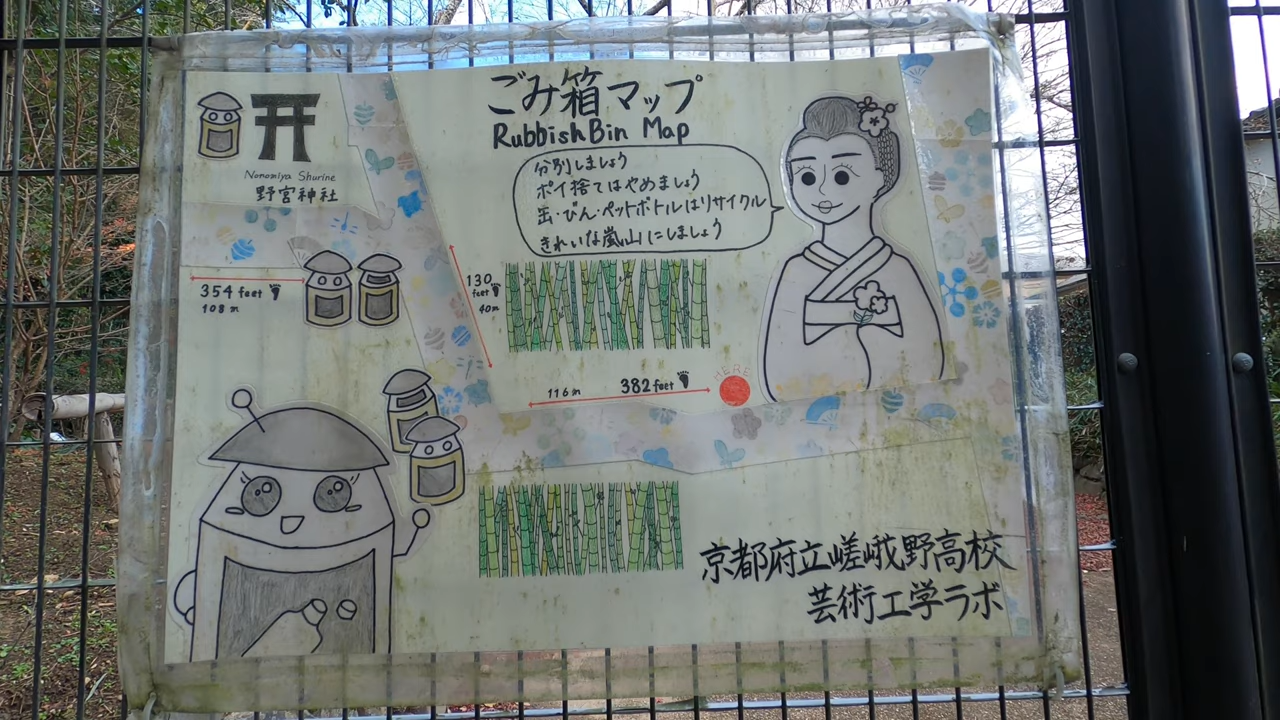 ごみ箱マップ
Rubbish Bin Map
分別しましょう
ポイ捨てはやめましょう
缶・びん・ペットボトルはリサイクル
きれいな嵐山にしましょう
Nonomiya Shurine
野宮神社
354 feet
108 m
130
feet
40m
116 m
382 feet
HERE
京都府立嵯峨野高校
芸術工学ラボ